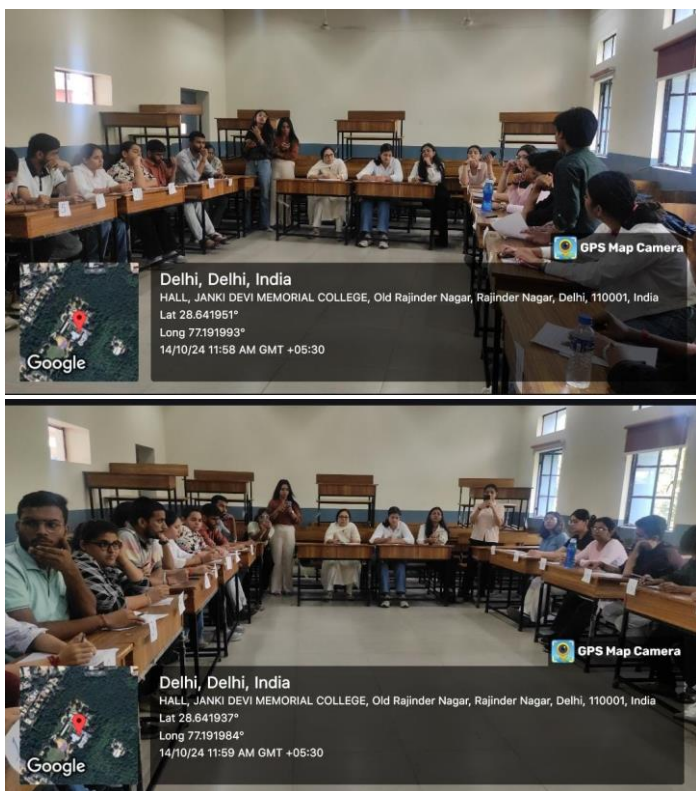 GPS Map Camera
Delhi, Delhi, India
HALL, JANKI DEVI MEMORIAL COLLEGE, Old Rajinder Nagar, Rajinder Nagar, Delhi, 110001, India
Lat 28.641951°
Long 77.191993°
14/10/24 11:58 AM GMT +05:30
Google
GPS Map Camera
Delhi, Delhi, India
HALL, JANKI DEVI MEMORIAL COLLEGE, Old Rajinder Nagar, Rajinder Nagar, Delhi, 110001, India
Lat 28.641937°
Long 77.191984°
14/10/24 11:59 AM GMT +05:30
Google